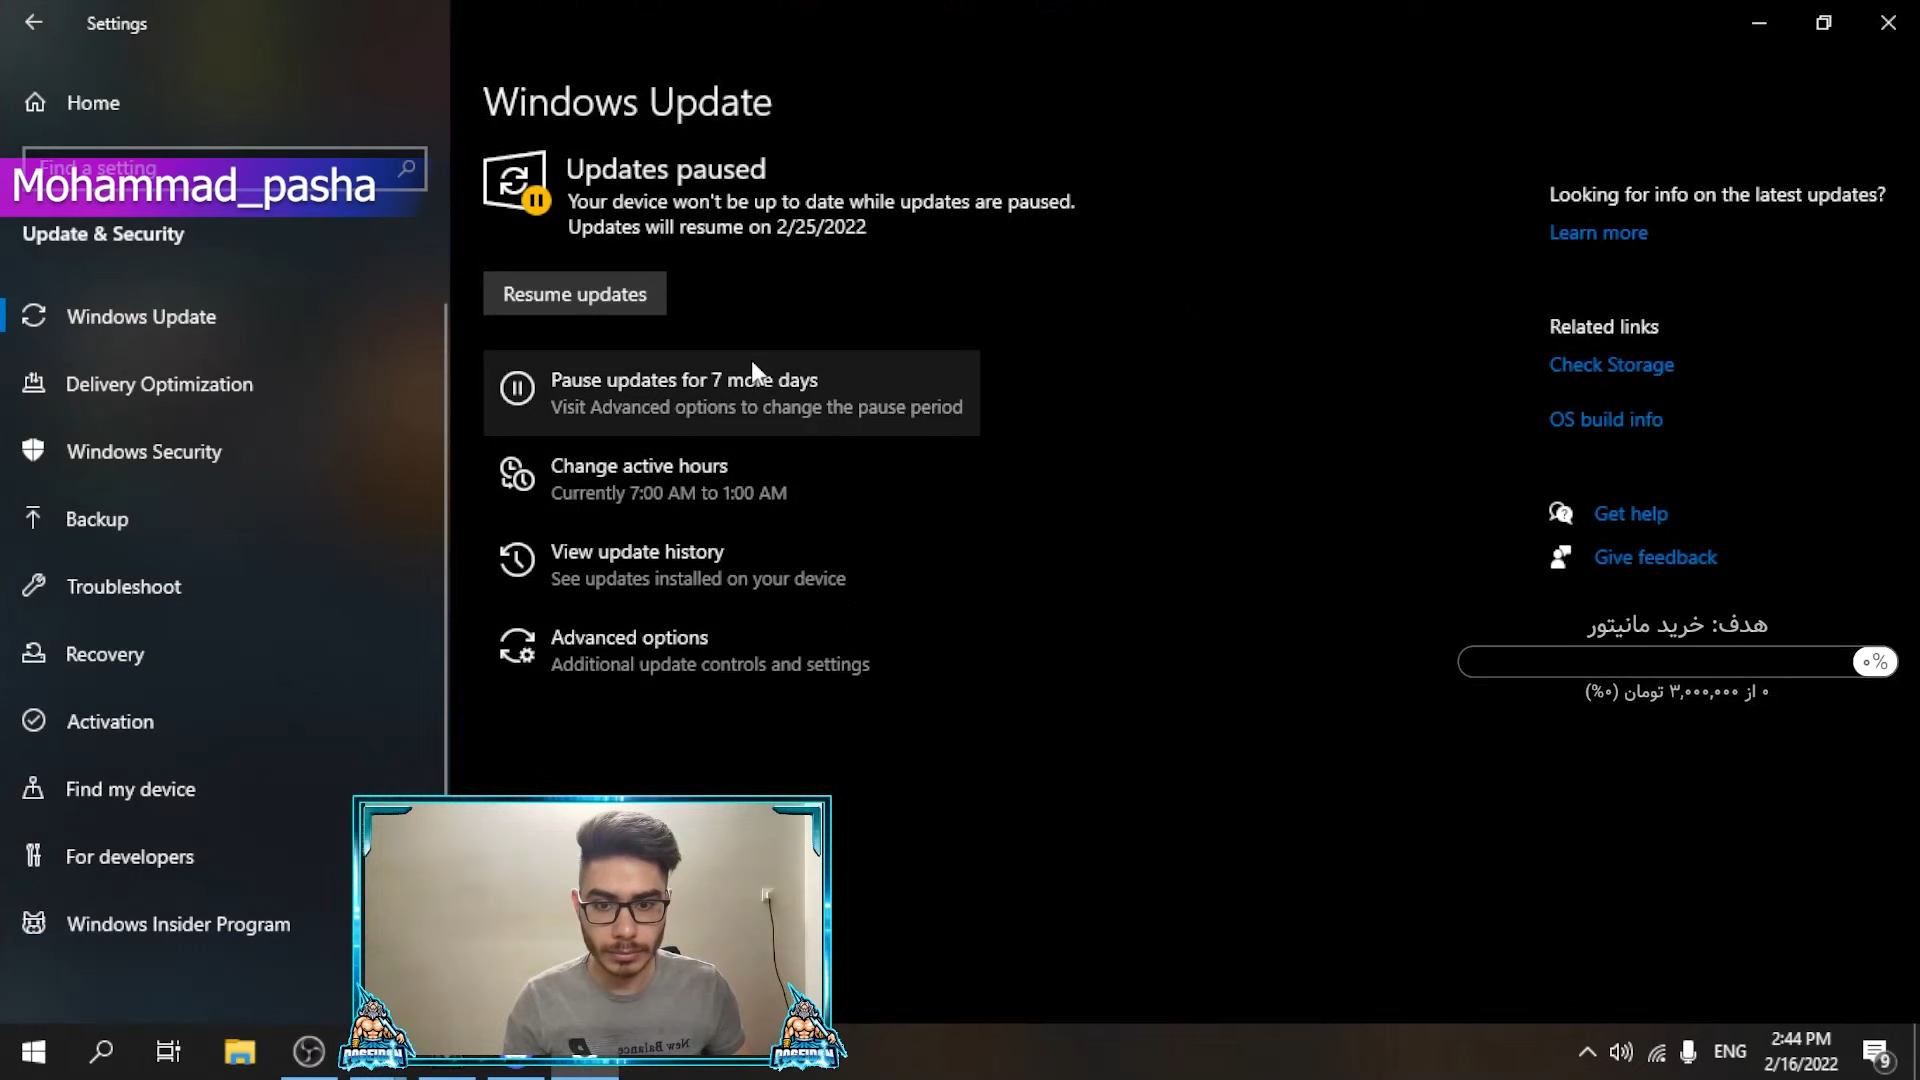 Settings
Home
Find a setting
Mohammad_pasha
Update & Security
Windows Update
Delivery Optimization
Windows Security
Backup
Troubleshoot
Recovery
Activation
Find my device
For developers
Windows Insider Program
Windows Update
Updates paused
Your device won't be up to date while updates are paused.
Updates will resume on 2/25/2022
Resume updates
Pause updates for 7 more days
Visit Advanced options to change the pause period
Change active hours
Currently 7:00 AM to 1:00 AM
View update history
See updates installed on your device
Advanced options
Additional update controls and settings
Looking for info on the latest updates?
Learn more
Related links
Check Storage
OS build info
Get help
Give feedback
هدف: خرید مانیتور
۰%
۰ از ۳,۰۰۰,۰۰۰ تومان (۰%)
New Balance
POSEIDAN
POSEIDAN
ENG
2:44 PM
2/16/2022
9